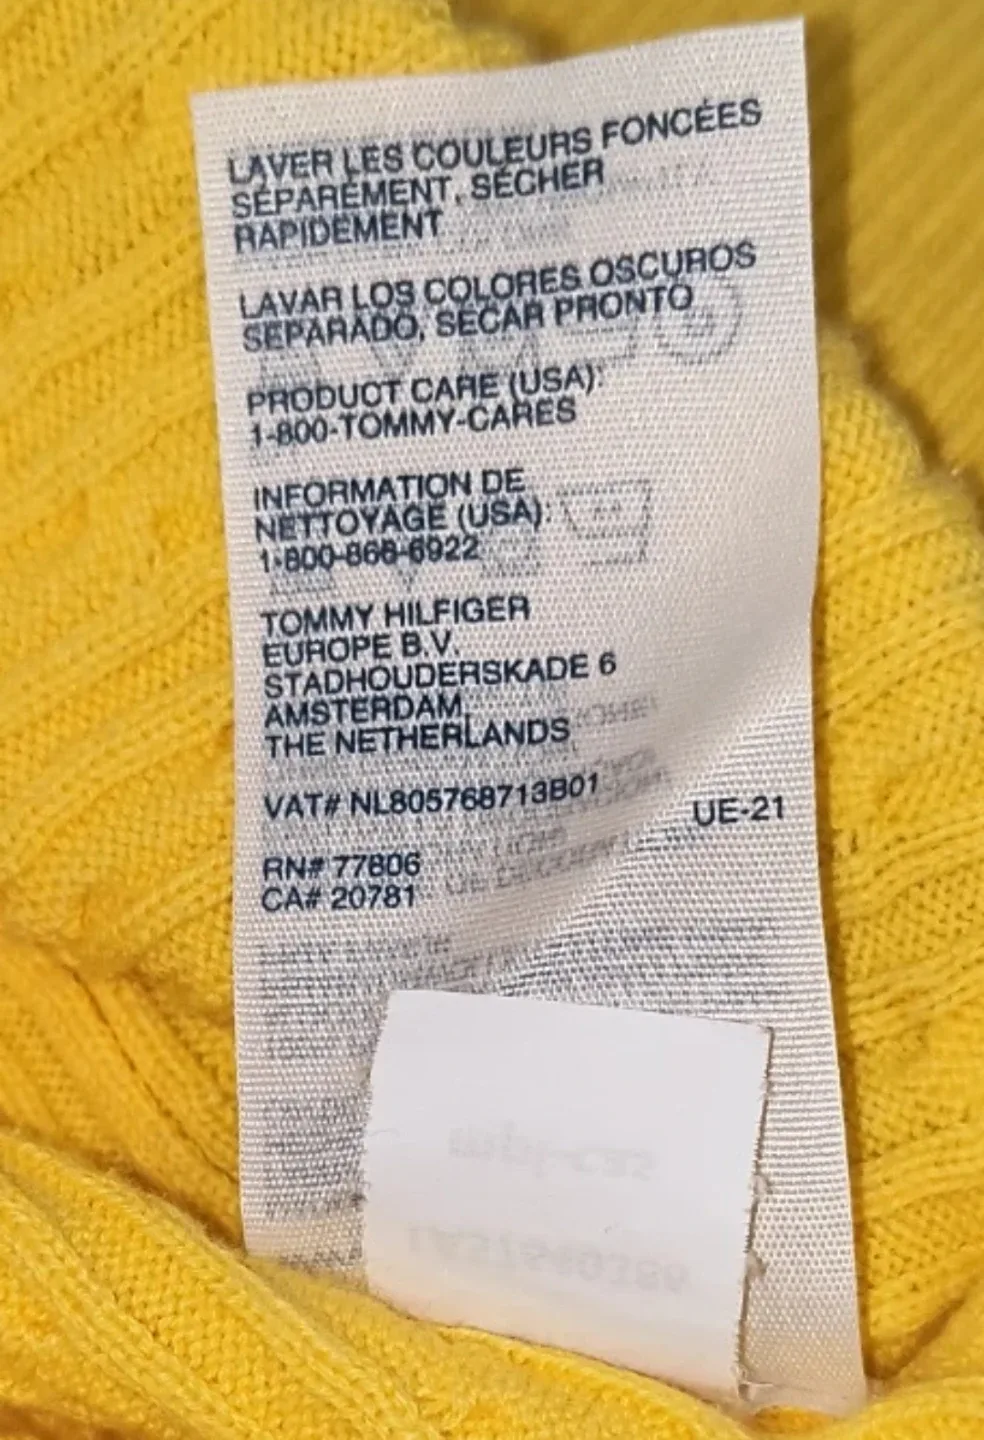 LAVER LES COULEURS FONCÉES
SÉPARÉMENT, SÉCHER
RAPIDEMENT
LAVAR LOS COLORES OSCUROS
SEPARADO, SECAR PRONTO
PRODUCT CARE (USA):
1-800-TOMMY-CARES
INFORMATION DE
NETTOYAGE (USA):
1-800-866-6922
TOMMY HILFIGER
EUROPE B.V.
STADHOUDERSKADE 6
AMSTERDAM,
THE NETHERLANDS
VAT# NL805768713B01
UE-21
RN# 77806
CA# 20781